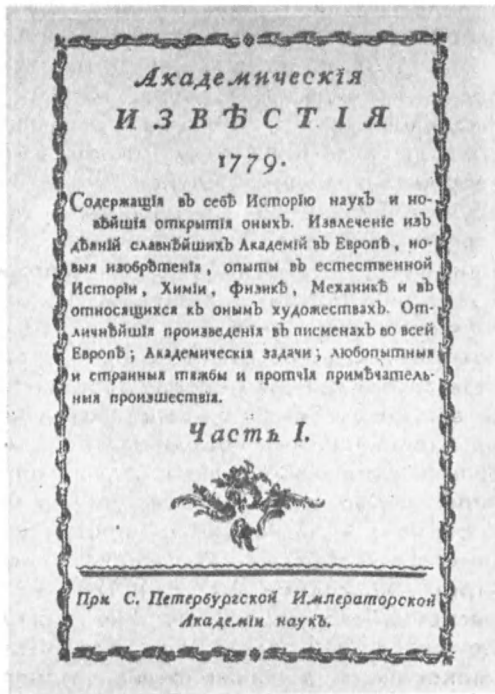 Академическія
ИЗВѢСТІЯ
1779.
Содержащія въ себѣ Исторію наукъ и но-
вѣйшія открытія оныхъ. Извлеченіе изъ
дѣяній славнѣйшихъ Академій въ Европѣ, но-
выя изобрѣтенія, опыты въ естественной
Исторіи, Химіи, физикѣ, Механикѣ и въ
относящихся къ онымъ художествахъ. От-
личнѣйшія произведенія въ писменахъ во всей
Европѣ; Академическія задачи; любопытныя
и странныя тяжбы и протчія примѣчатель-
ныя произшествія.
Часть I.
При С. Петербургской Императорской
Академіи наукъ.